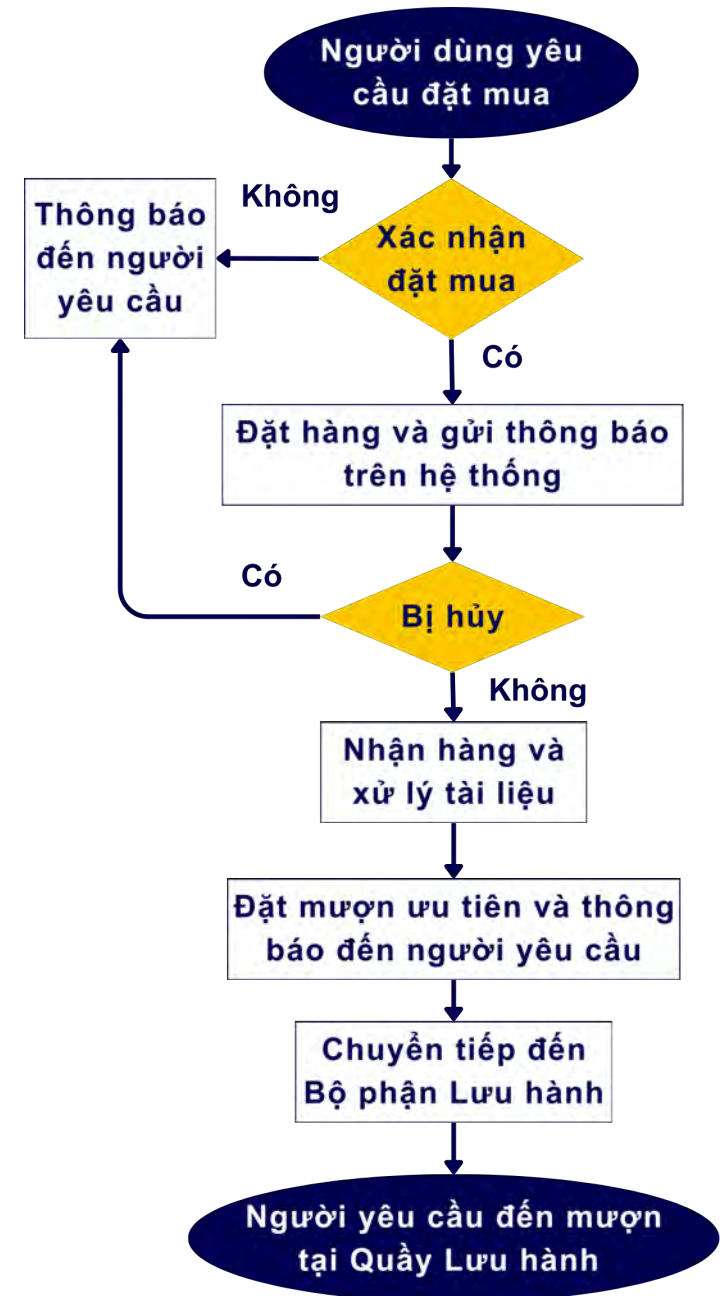 Người dùng yêu
cầu đặt mua
Không
Thông báo
đến người
yêu cầu
Xác nhận
đặt mua
Có
Đặt hàng và gửi thông báo
trên hệ thống
Có
Bị hủy
Không
Nhận hàng và
xử lý tài liệu
Đặt mượn ưu tiên và thông
báo đến người yêu cầu
Chuyển tiếp đến
Bộ phận Lưu hành
Người yêu cầu đến mượn
tại Quầy Lưu hành